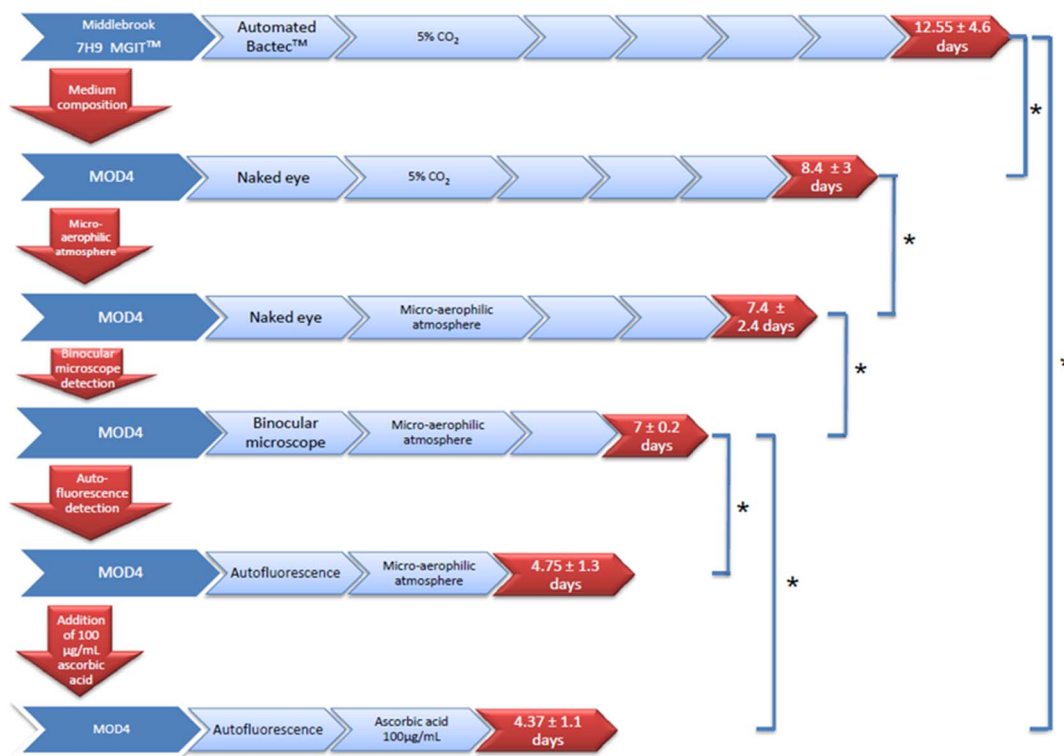 Middlebrook
7H9 MGIT™
Automated
Bactec™
5% CO₂
12.55 ± 4.6
days
*
Medium
composition
MOD4
Naked eye
5% CO₂
8.4 ± 3
days
*
Micro-
aerophilic
atmosphere
MOD4
Naked eye
Micro-aerophilic
atmosphere
7.4 ±
2.4 days
*
*
Binocular
microscope
detection
MOD4
Binocular
microscope
Micro-aerophilic
atmosphere
7 ± 0.2
days
*
Auto-
fluorescence
detection
MOD4
Autofluorescence
Micro-aerophilic
atmosphere
4.75 ± 1.3
days
*
Addition
of 100
µg/mL
ascorbic
acid
MOD4
Autofluorescence
Ascorbic acid
100µg/mL
4.37 ± 1.1
days